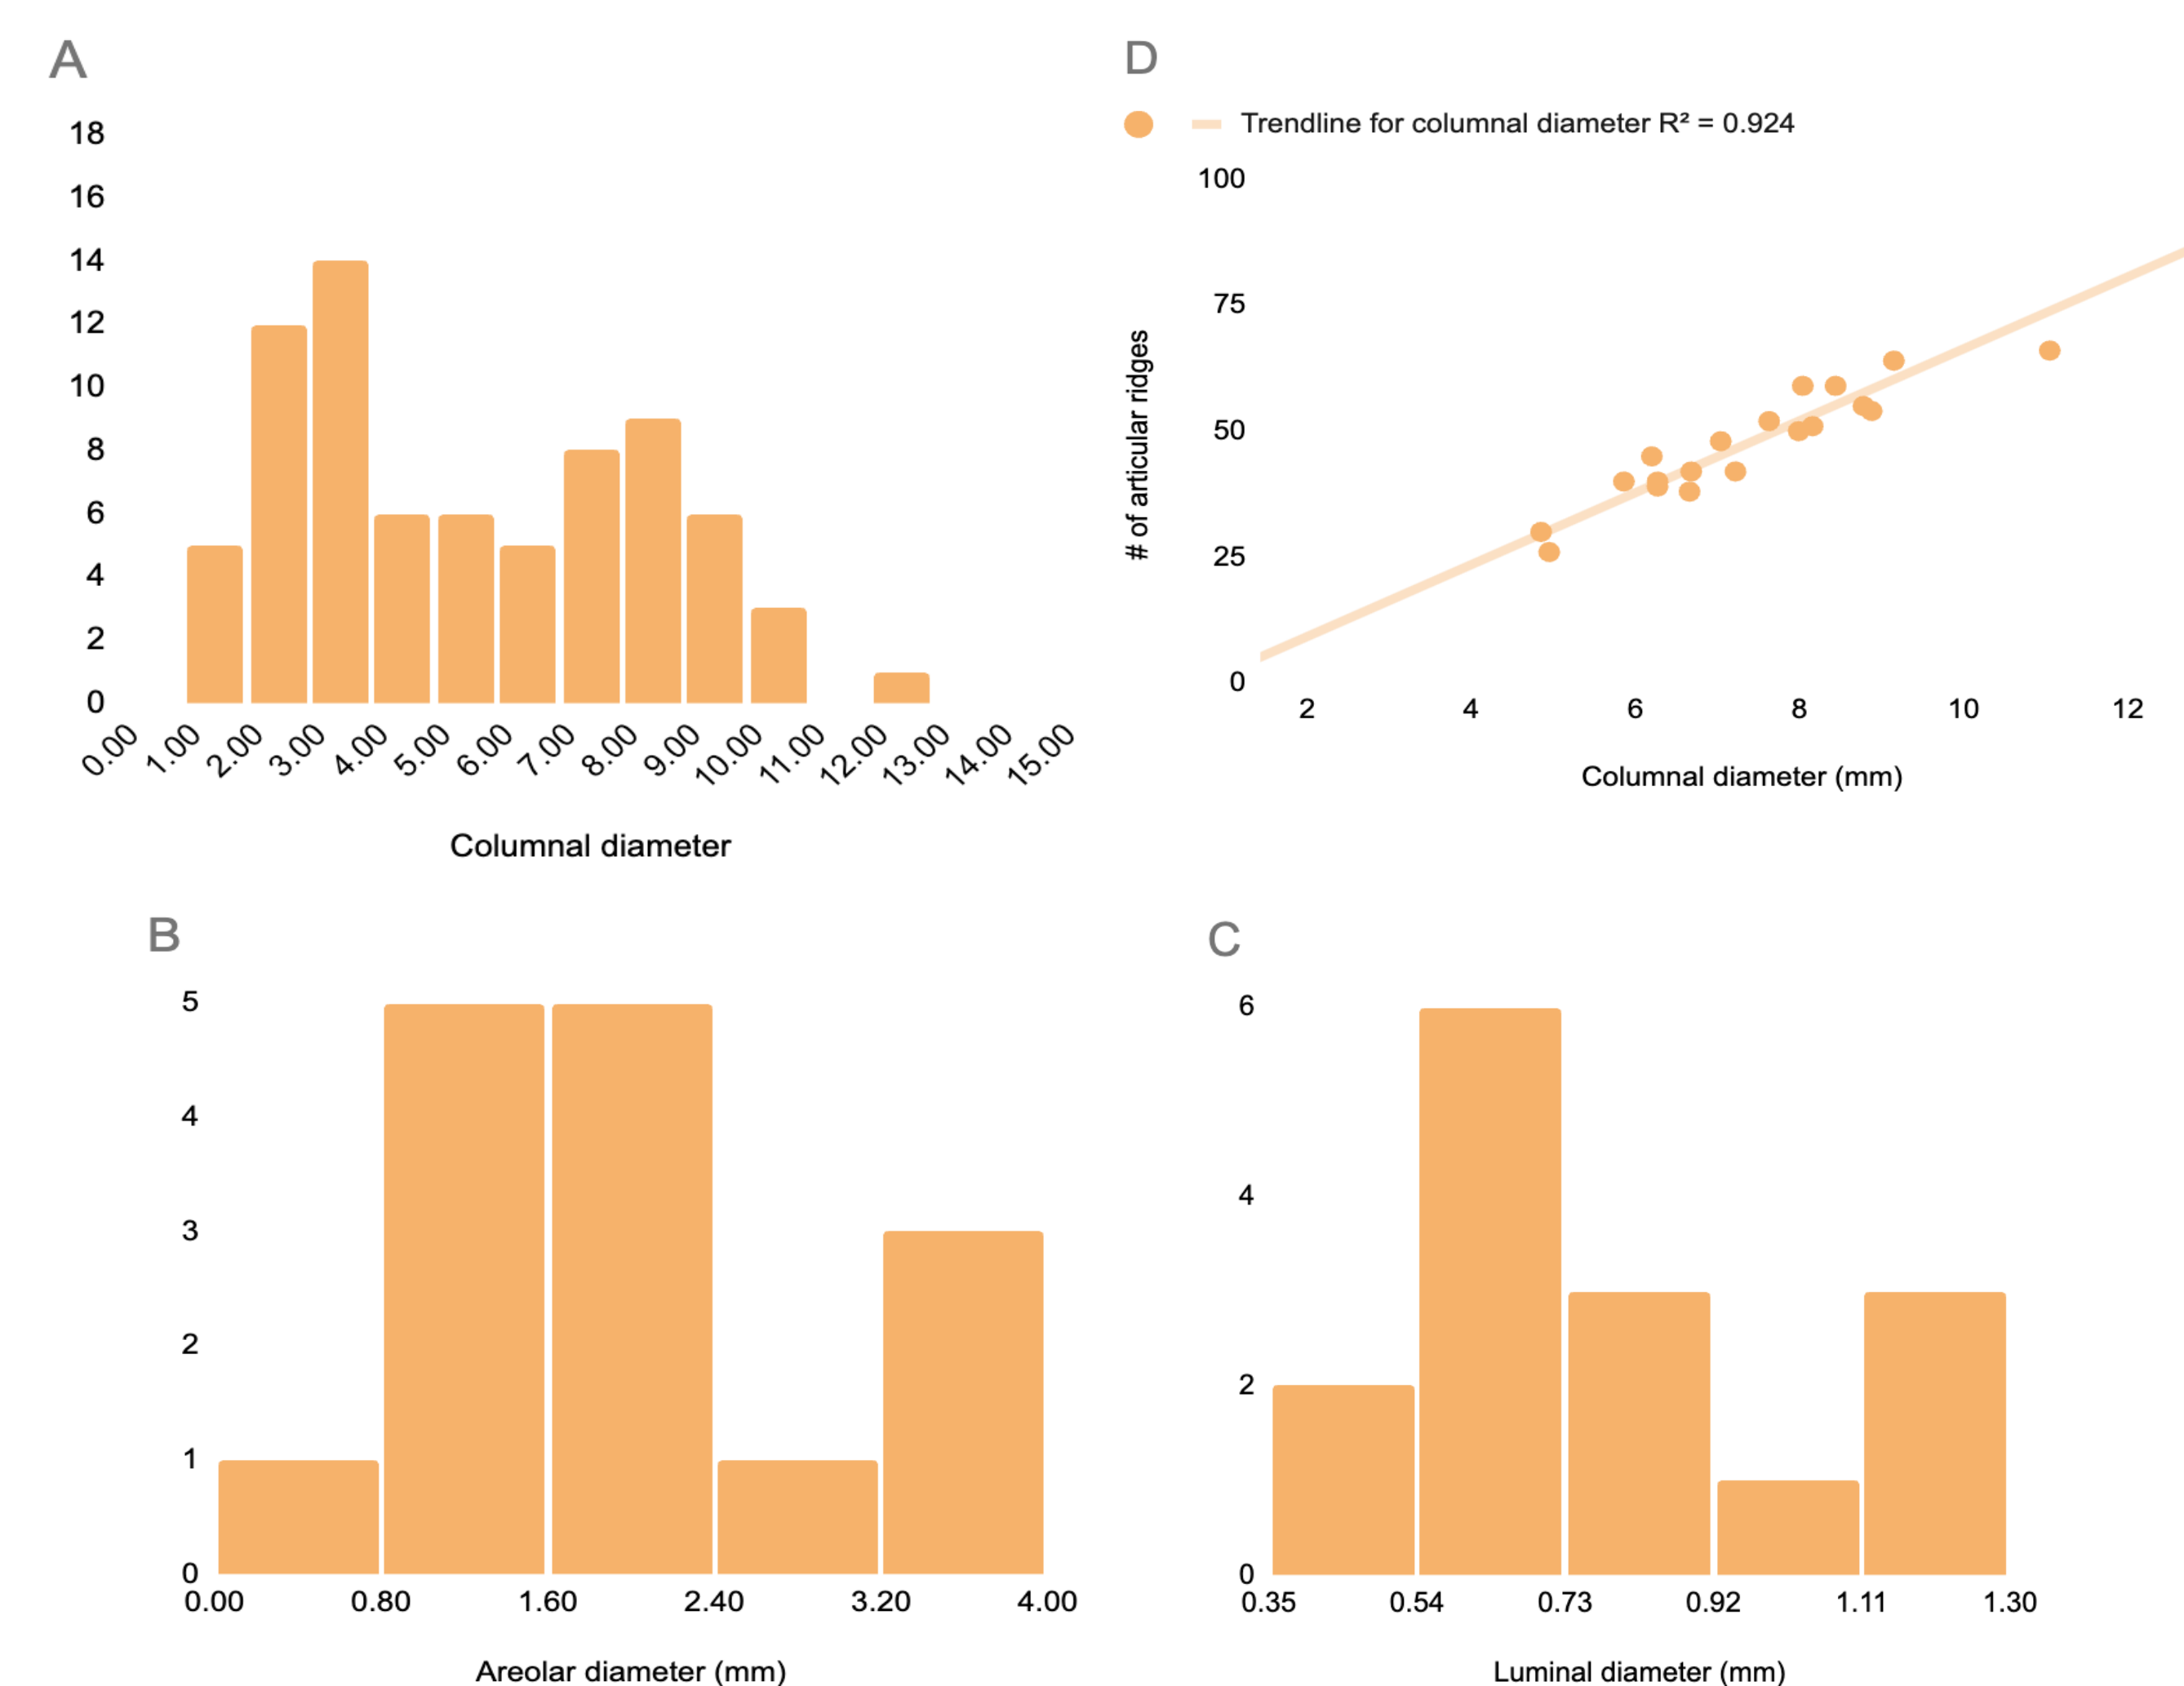 A
18
16
14
12
10
8
6
4
2
0
0.00 1.00 2.00 3.00 4.00 5.00 6.00 7.00 8.00 9.00 10.00 11.00 12.00 13.00 14.00 15.00
Columnal diameter
D
Trendline for columnal diameter R² = 0.924
100
75
50
25
0
# of articular ridges
2 4 6 8 10 12
Columnal diameter (mm)
B
5
4
3
2
1
0
0.00 0.80 1.60 2.40 3.20 4.00
Areolar diameter (mm)
C
6
4
2
0
0.35 0.54 0.73 0.92 1.11 1.30
Luminal diameter (mm)